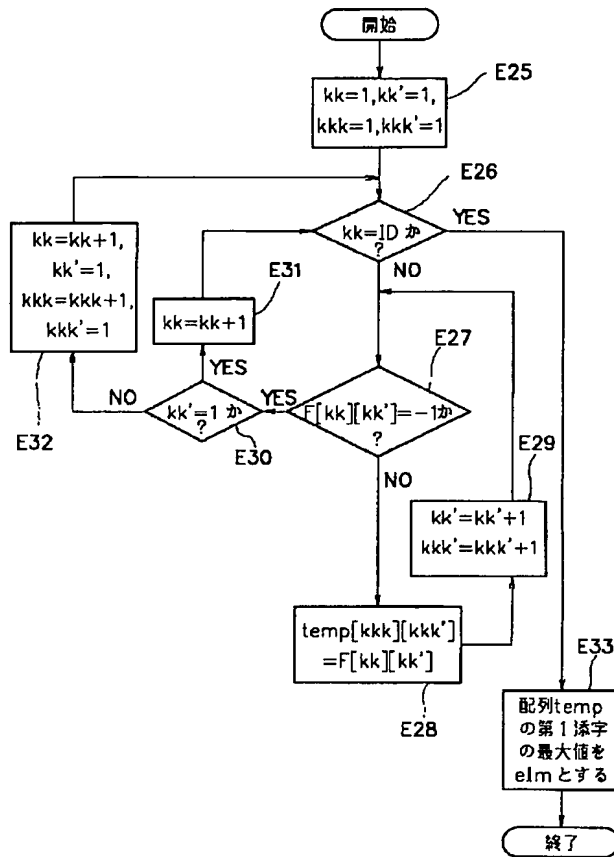 開始
E25
kk=1,kk'=1,
kkk=1,kkk'=1
E26
kk=IDか
?
YES
NO
kk=kk+1,
kk'=1,
kkk=kkk+1,
kkk'=1
E32
E31
kk=kk+1
YES
NO
kk'=1か
?
E30
YES
E27
F[kk][kk']=-1か
?
NO
E29
kk'=kk'+1
kkk'=kkk'+1
temp[kkk][kkk']
=F[kk][kk']
E28
E33
配列temp
の第1添字
の最大値を
elmとする
終了